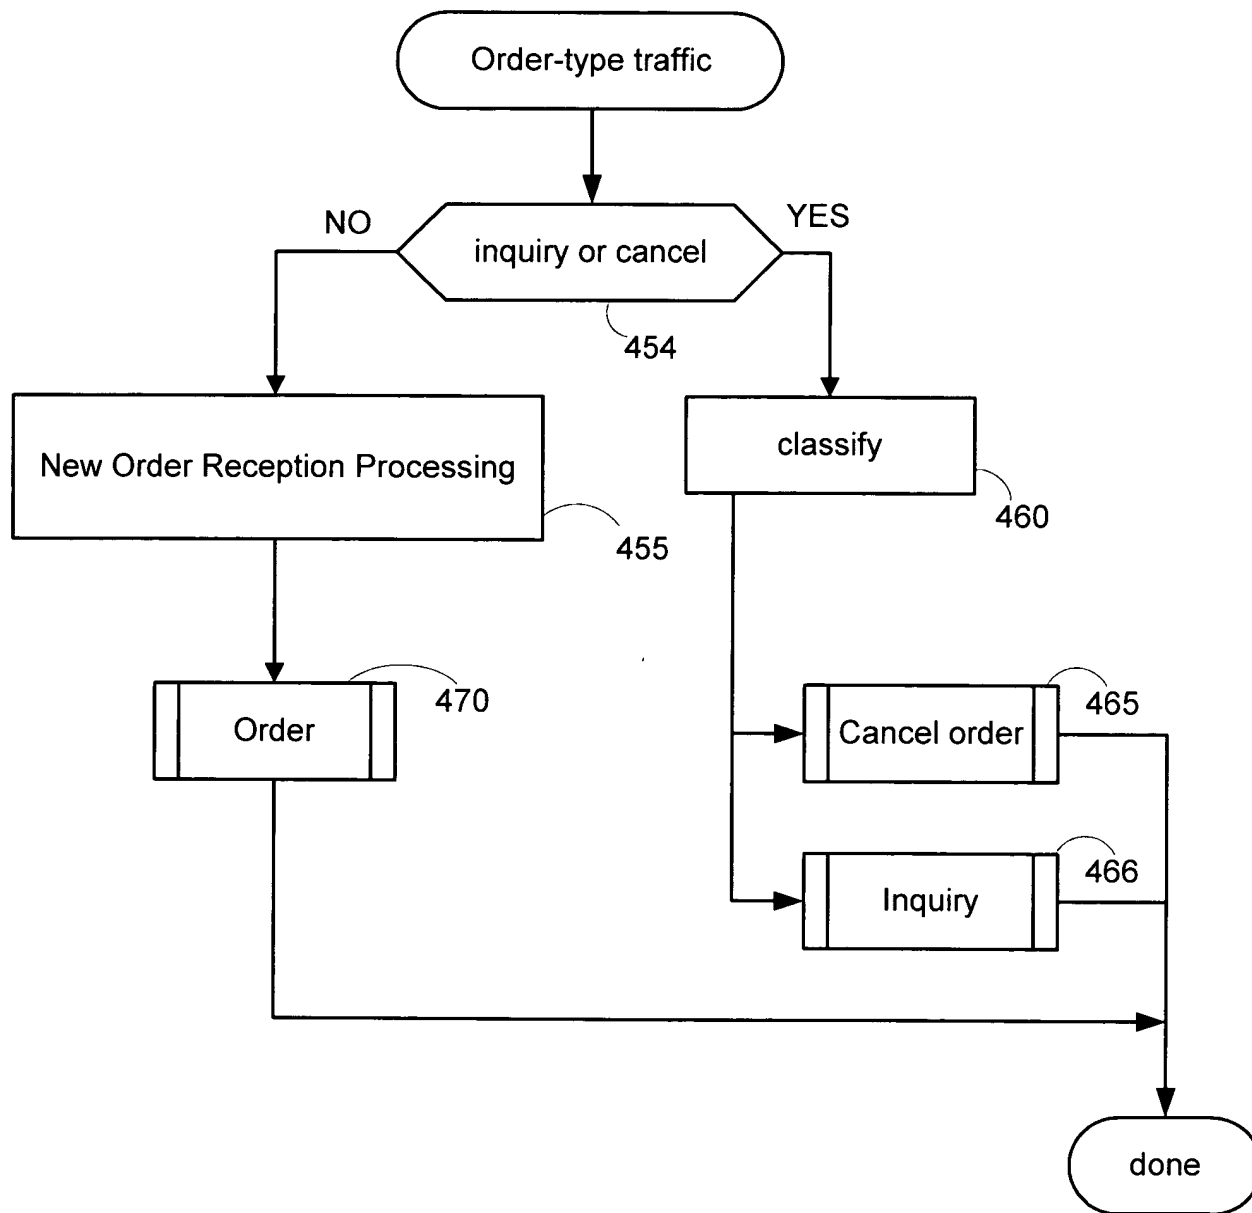 Order-type traffic
NO
YES
inquiry or cancel
454
New Order Reception Processing
455
classify
460
Order
470
Cancel order
465
Inquiry
466
done